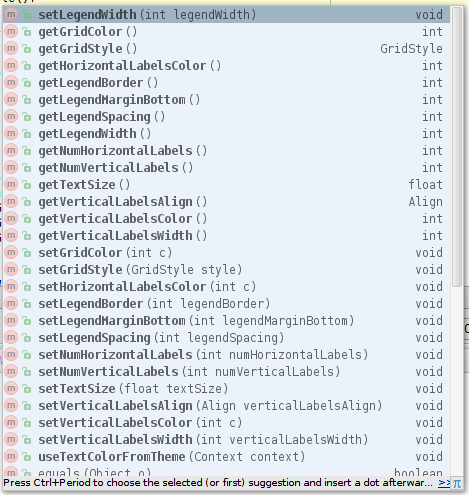 setLegendWidth(int legendWidth) void
getGridColor() int
getGridStyle() GridStyle
getHorizontalLabelsColor() int
getLegendBorder() int
getLegendMarginBottom() int
getLegendSpacing() int
getLegendWidth() int
getNumHorizontalLabels() int
getNumVerticalLabels() int
getTextSize() float
getVerticalLabelsAlign() Align
getVerticalLabelsColor() int
getVerticalLabelsWidth() int
setGridColor(int c) void
setGridStyle(GridStyle style) void
setHorizontalLabelsColor(int c) void
setLegendBorder(int legendBorder) void
setLegendMarginBottom(int legendMarginBottom) void
setLegendSpacing(int legendSpacing) void
setNumHorizontalLabels(int numHorizontalLabels) void
setNumVerticalLabels(int numVerticalLabels) void
setTextSize(float textSize) void
setVerticalLabelsAlign(Align verticalLabelsAlign) void
setVerticalLabelsColor(int c) void
setVerticalLabelsWidth(int verticalLabelsWidth) void
useTextColorFromTheme(Context context) void
equals(Object o) boolean
Press Ctrl+Period to choose the selected (or first) suggestion and insert a dot afterwar... >> π